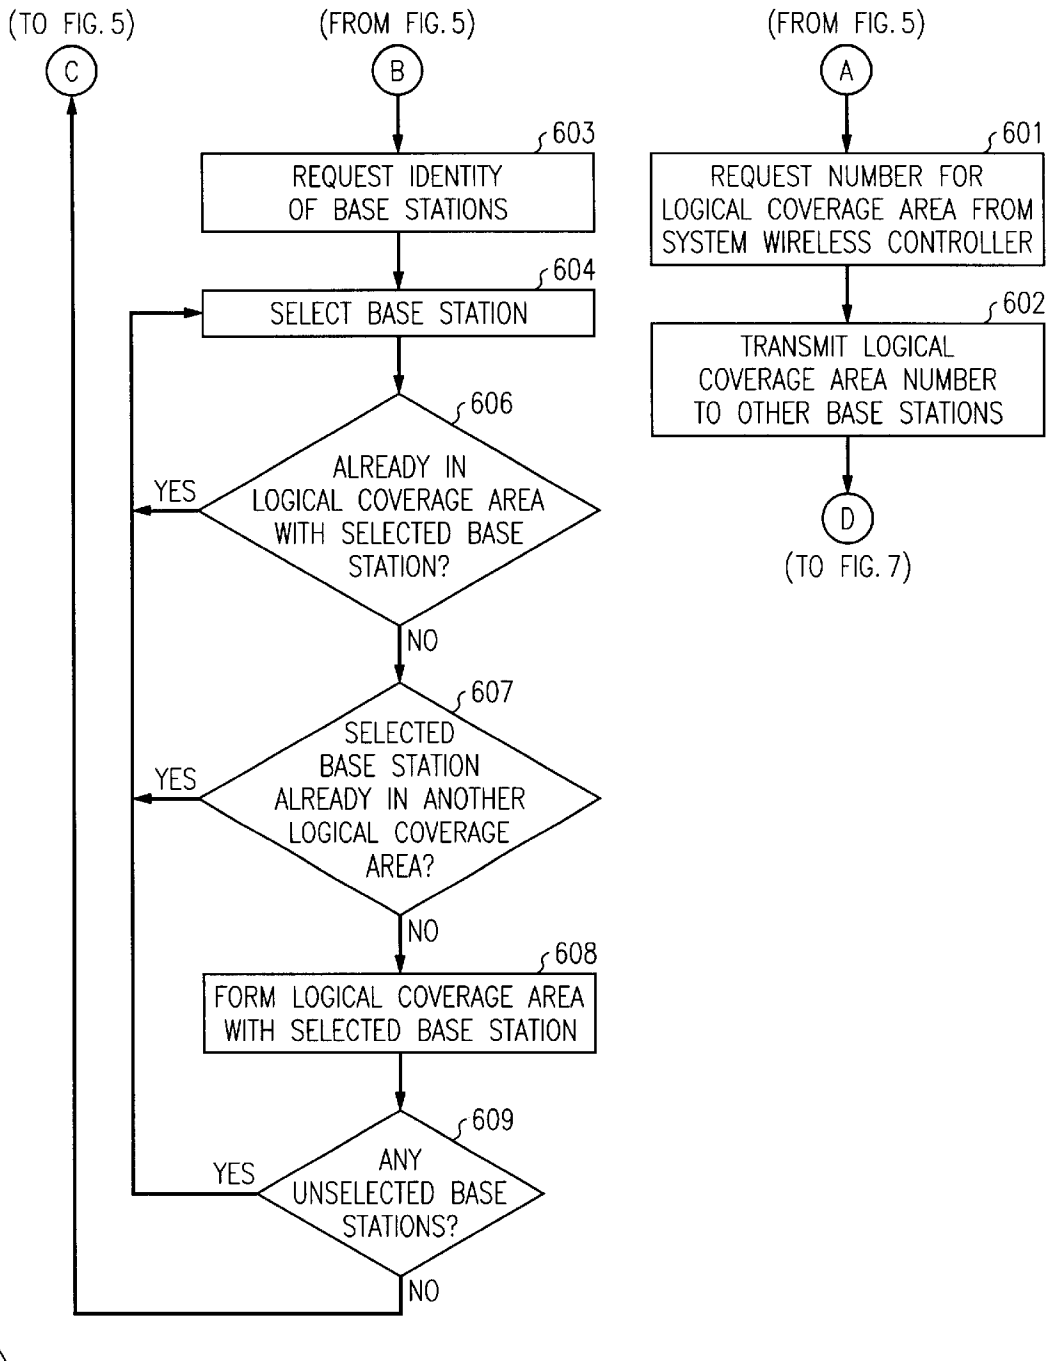 (TO FIG. 5)
C
(FROM FIG. 5)
B
603
REQUEST IDENTITY
OF BASE STATIONS
604
SELECT BASE STATION
606
ALREADY IN
LOGICAL COVERAGE AREA
WITH SELECTED BASE
STATION?
YES
NO
607
SELECTED
BASE STATION
ALREADY IN ANOTHER
LOGICAL COVERAGE
AREA?
YES
NO
608
FORM LOGICAL COVERAGE AREA
WITH SELECTED BASE STATION
609
ANY
UNSELECTED BASE
STATIONS?
YES
NO
(FROM FIG. 5)
A
601
REQUEST NUMBER FOR
LOGICAL COVERAGE AREA FROM
SYSTEM WIRELESS CONTROLLER
602
TRANSMIT LOGICAL
COVERAGE AREA NUMBER
TO OTHER BASE STATIONS
D
(TO FIG. 7)